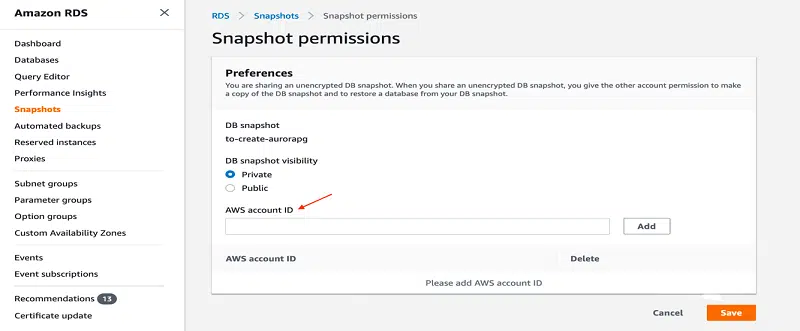 Amazon RDS
Dashboard
Databases
Query Editor
Performance Insights
Snapshots
Automated backups
Reserved instances
Proxies
Subnet groups
Parameter groups
Option groups
Custom Availability Zones
Events
Event subscriptions
Recommendations 13
Certificate update
RDS > Snapshots > Snapshot permissions
Snapshot permissions
Preferences
You are sharing an unencrypted DB snapshot. When you share an unencrypted DB snapshot, you give the other account permission to make
a copy of the DB snapshot and to restore a database from your DB snapshot.
DB snapshot
to-create-aurorapg
DB snapshot visibility
Private
Public
AWS account ID
Add
AWS account ID Delete
Please add AWS account ID
Cancel Save